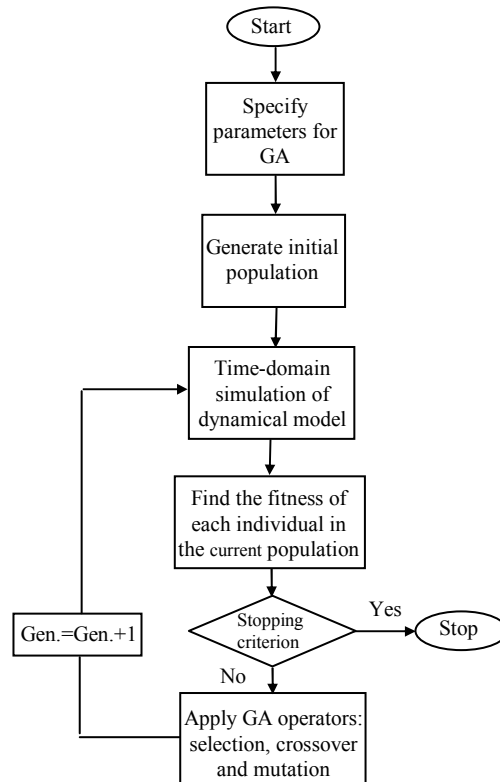 Start
Specify
parameters for
GA
Generate initial
population
Time-domain
simulation of
dynamical model
Find the fitness of
each individual in
the current population
Gen.=Gen.+1
Stopping
criterion
Yes
Stop
No
Apply GA operators:
selection, crossover
and mutation